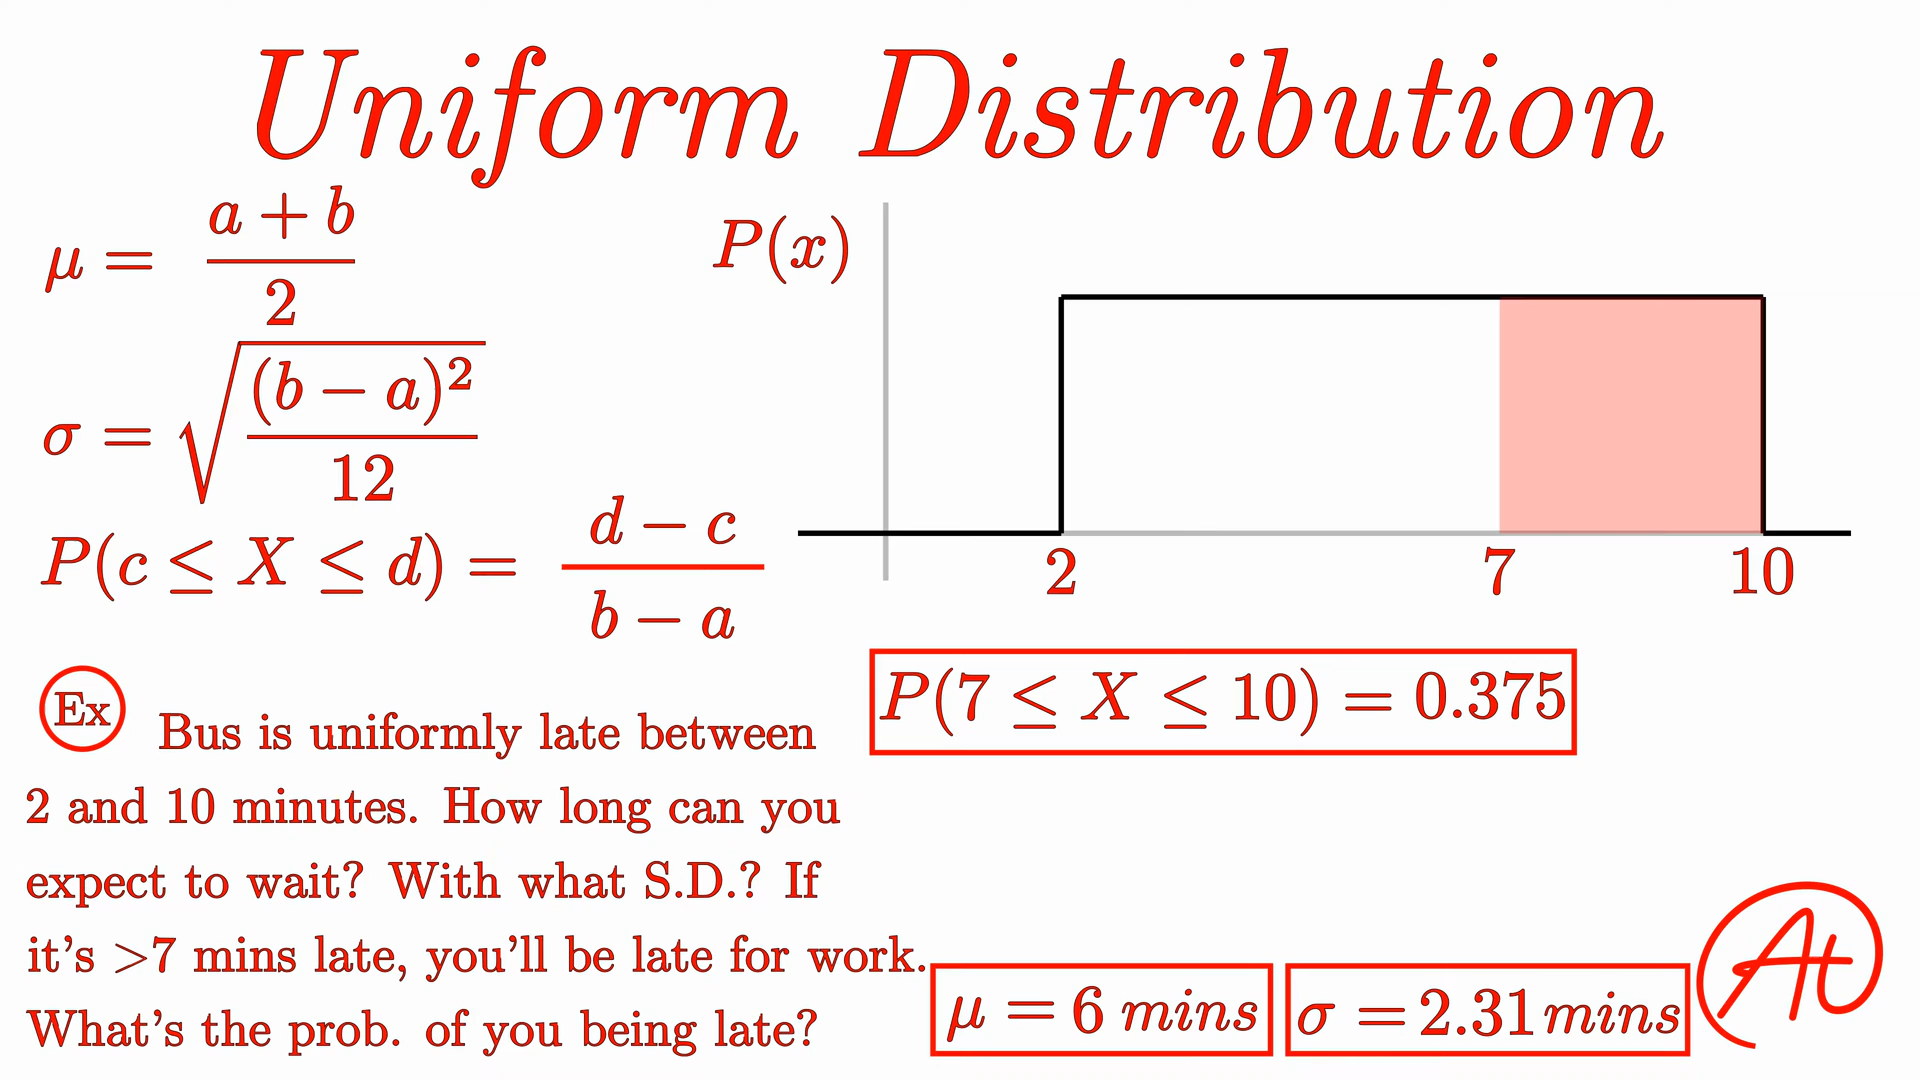 Uniform Distribution
μ = a + b / 2
σ = √((b − a)² / 12)
P(c ≤ X ≤ d) = d − c / b − a
P(x)
2 7 10
P(7 ≤ X ≤ 10) = 0.375
Ex Bus is uniformly late between
2 and 10 minutes. How long can you
expect to wait? With what S.D.? If
it's >7 mins late, you'll be late for work.
What's the prob. of you being late?
μ = 6 mins
σ = 2.31 mins
At